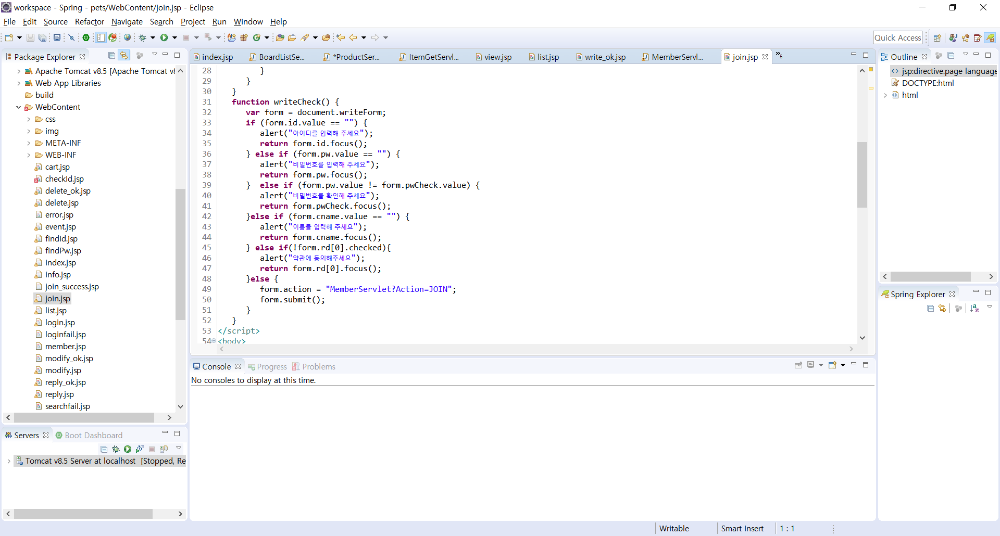 workspace - Spring - pets/WebContent/join.jsp - Eclipse
File Edit Source Refactor Navigate Search Project Run Window Help
Quick Access
Package Explorer
Apache Tomcat v8.5 [Apache Tomcat v8
Web App Libraries
build
WebContent
css
img
META-INF
WEB-INF
cart.jsp
checkId.jsp
delete_ok.jsp
delete.jsp
error.jsp
event.jsp
findId.jsp
findPw.jsp
index.jsp
info.jsp
join_success.jsp
join.jsp
list.jsp
login.jsp
loginfail.jsp
member.jsp
modify_ok.jsp
modify.jsp
reply_ok.jsp
reply.jsp
searchfail.jsp
Servers Boot Dashboard
Tomcat v8.5 Server at localhost [Stopped, Re
index.jsp BoardListSe... *ProductSer... ItemGetServl... view.jsp list.jsp write_ok.jsp MemberServl... join.jsp »5
28 }
29 }
30 }
31 function writeCheck() {
32 var form = document.writeForm;
33 if (form.id.value == "") {
34 alert("아이디를 입력해 주세요");
35 return form.id.focus();
36 } else if (form.pw.value == "") {
37 alert("비밀번호를 입력해 주세요");
38 return form.pw.focus();
39 }  else if (form.pw.value != form.pwCheck.value) {
40 alert("비밀번호를 확인해 주세요");
41 return form.pwCheck.focus();
42 }else if (form.cname.value == "") {
43 alert("이름를 입력해 주세요");
44 return form.cname.focus();
45 } else if(!form.rd[0].checked){
46 alert("약관에 동의해주세요");
47 return form.rd[0].focus();
48 }else {
49 form.action = "MemberServlet?Action=JOIN";
50 form.submit();
51 }
52 }
53 </script>
54 <body>
Console Progress Problems
No consoles to display at this time.
Outline
jsp:directive.page language
DOCTYPE:html
html
Spring Explorer
Writable Smart Insert 1 : 1